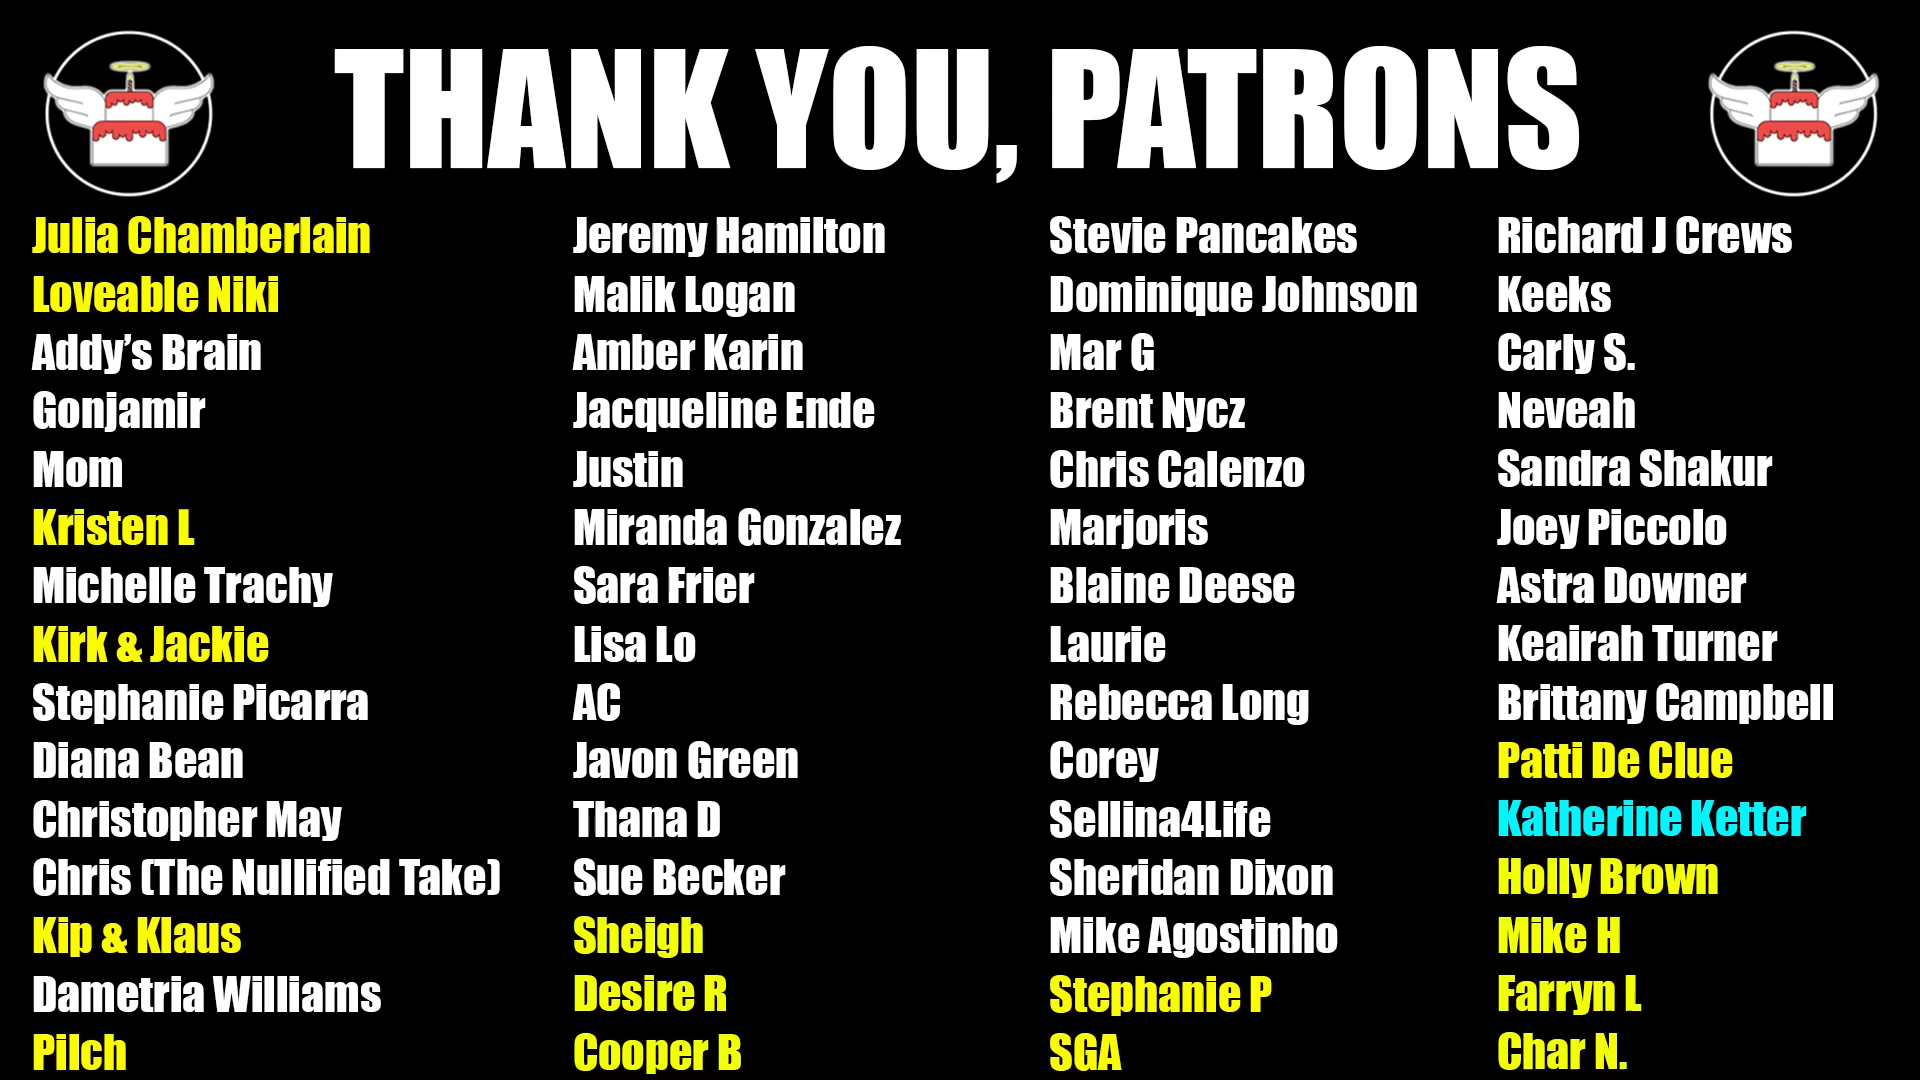 THANK YOU, PATRONS
Julia Chamberlain
Loveable Niki
Addy’s Brain
Gonjamir
Mom
Kristen L
Michelle Trachy
Kirk & Jackie
Stephanie Picarra
Diana Bean
Christopher May
Chris (The Nullified Take)
Kip & Klaus
Dametria Williams
Pilch
Jeremy Hamilton
Malik Logan
Amber Karin
Jacqueline Ende
Justin
Miranda Gonzalez
Sara Frier
Lisa Lo
AC
Javon Green
Thana D
Sue Becker
Sheigh
Desire R
Cooper B
Stevie Pancakes
Dominique Johnson
Mar G
Brent Nycz
Chris Calenzo
Marjoris
Blaine Deese
Laurie
Rebecca Long
Corey
Sellina4Life
Sheridan Dixon
Mike Agostinho
Stephanie P
SGA
Richard J Crews
Keeks
Carly S.
Neveah
Sandra Shakur
Joey Piccolo
Astra Downer
Keairah Turner
Brittany Campbell
Patti De Clue
Katherine Ketter
Holly Brown
Mike H
Farryn L
Char N.